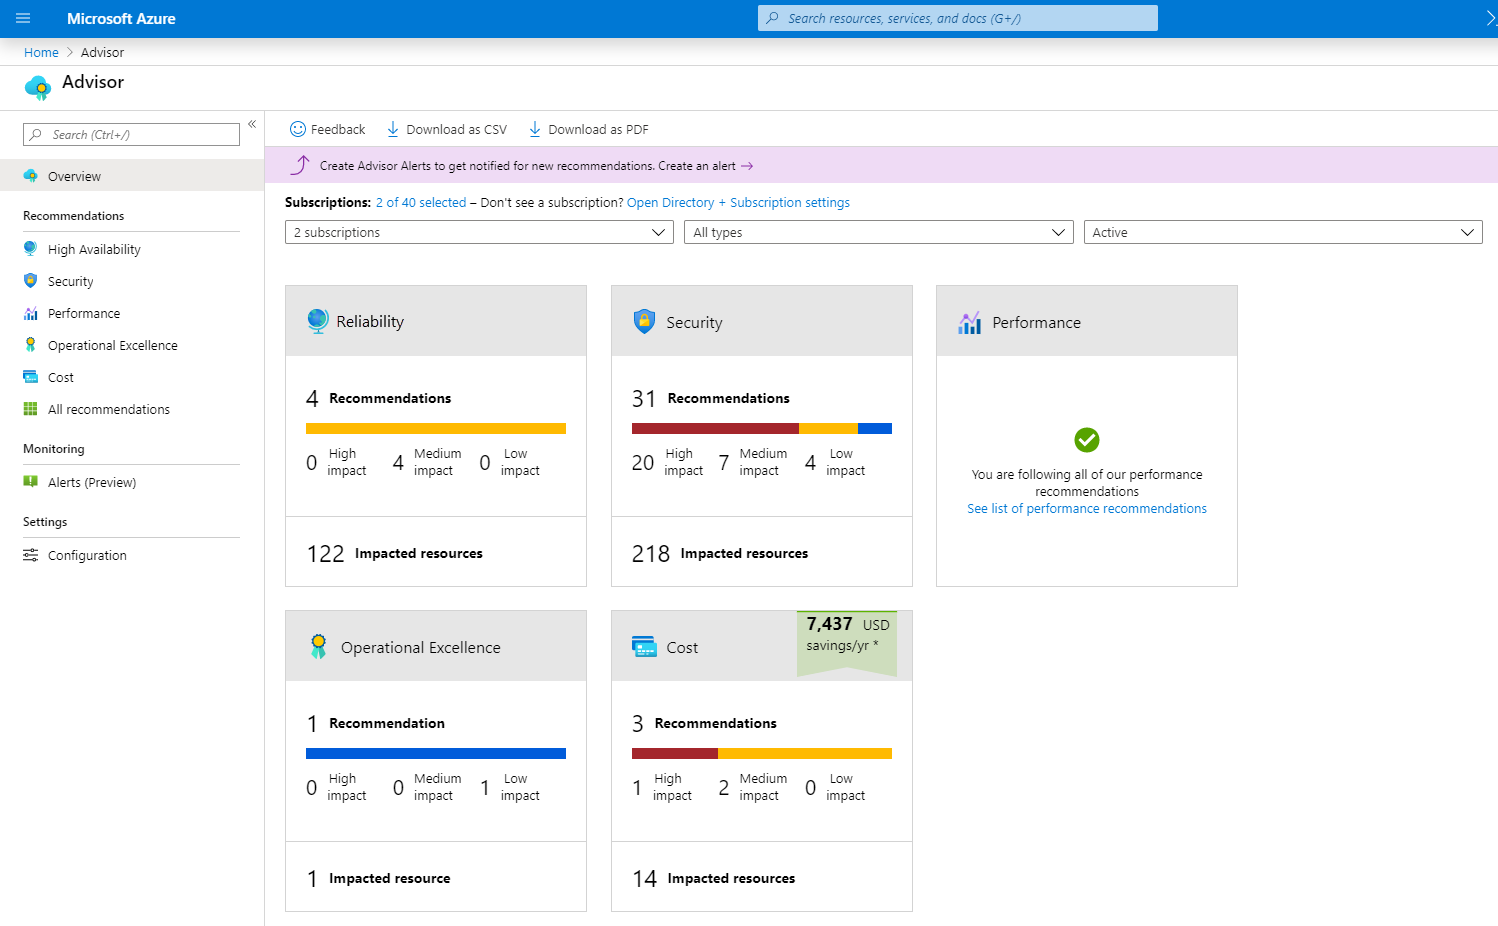 Microsoft Azure
Search resources, services, and docs (G+/)
Home > Advisor
Advisor
Search (Ctrl+/)
«
Overview
Recommendations
High Availability
Security
Performance
Operational Excellence
Cost
All recommendations
Monitoring
Alerts (Preview)
Settings
Configuration
Feedback
Download as CSV
Download as PDF
Create Advisor Alerts to get notified for new recommendations. Create an alert →
Subscriptions: 2 of 40 selected – Don't see a subscription? Open Directory + Subscription settings
2 subscriptions
All types
Active
Reliability
4 Recommendations
0 High impact
4 Medium impact
0 Low impact
122 Impacted resources
Security
31 Recommendations
20 High impact
7 Medium impact
4 Low impact
218 Impacted resources
Performance
You are following all of our performance
recommendations
See list of performance recommendations
Operational Excellence
1 Recommendation
0 High impact
0 Medium impact
1 Low impact
1 Impacted resource
Cost
7,437 USD
savings/yr *
3 Recommendations
1 High impact
2 Medium impact
0 Low impact
14 Impacted resources